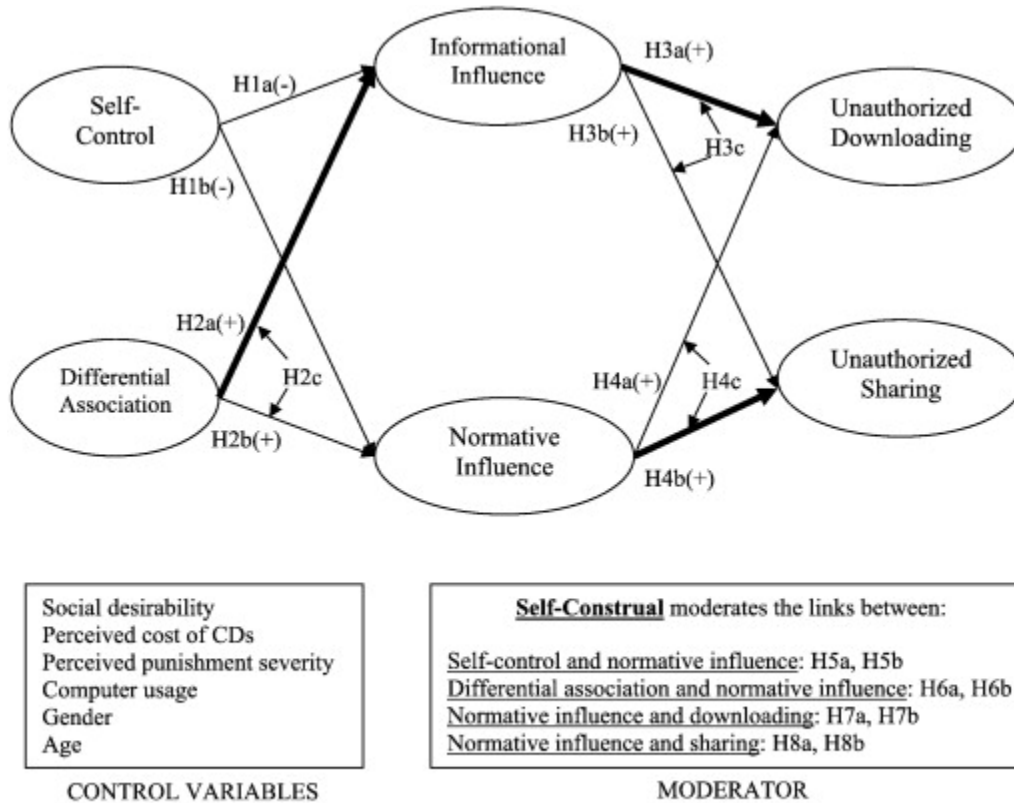 Informational
Influence
H3a(+)
H1a(-)
Self-
Control
Unauthorized
Downloading
H3b(+)
H3c
H1b(-)
H2a(+)
Differential
Association
H2c
H2b(+)
Normative
Influence
H4a(+)
H4c
H4b(+)
Unauthorized
Sharing
Social desirability
Perceived cost of CDs
Perceived punishment severity
Computer usage
Gender
Age
CONTROL VARIABLES
Self-Construal moderates the links between:
Self-control and normative influence: H5a, H5b
Differential association and normative influence: H6a, H6b
Normative influence and downloading: H7a, H7b
Normative influence and sharing: H8a, H8b
MODERATOR